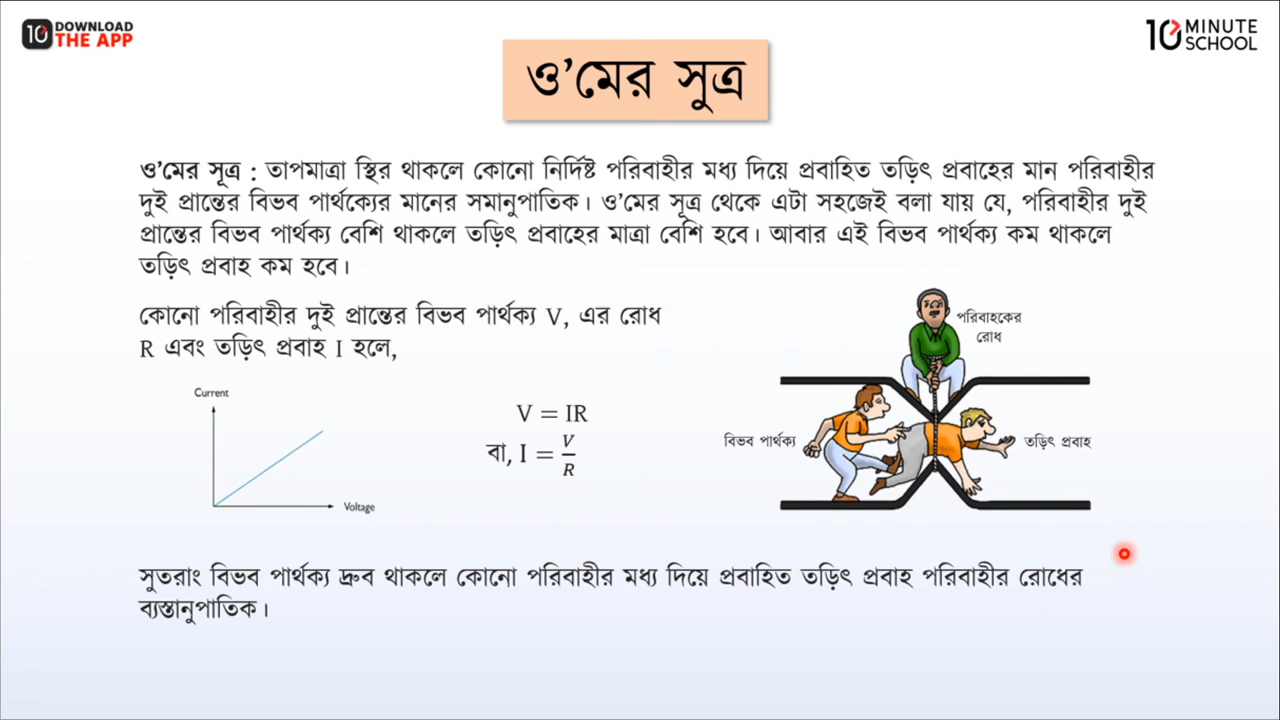 DOWNLOAD
THE APP
10 MINUTE
SCHOOL
ও’মের সুত্র
ও’মের সূত্র : তাপমাত্রা স্থির থাকলে কোনো নির্দিষ্ট পরিবাহীর মধ্য দিয়ে প্রবাহিত তড়িৎ প্রবাহের মান পরিবাহীর
দুই প্রান্তের বিভব পার্থক্যের মানের সমানুপাতিক। ও’মের সূত্র থেকে এটা সহজেই বলা যায় যে, পরিবাহীর দুই
প্রান্তের বিভব পার্থক্য বেশি থাকলে তড়িৎ প্রবাহের মাত্রা বেশি হবে। আবার এই বিভব পার্থক্য কম থাকলে
তড়িৎ প্রবাহ কম হবে।
কোনো পরিবাহীর দুই প্রান্তের বিভব পার্থক্য V, এর রোধ
R এবং তড়িৎ প্রবাহ I হলে,
পরিবাহকের
রোধ
Current
Voltage
V = IR
বা, I = V/R
বিভব পার্থক্য
তড়িৎ প্রবাহ
সুতরাং বিভব পার্থক্য দ্রুব থাকলে কোনো পরিবাহীর মধ্য দিয়ে প্রবাহিত তড়িৎ প্রবাহ পরিবাহীর রোধের
ব্যস্তানুপাতিক।